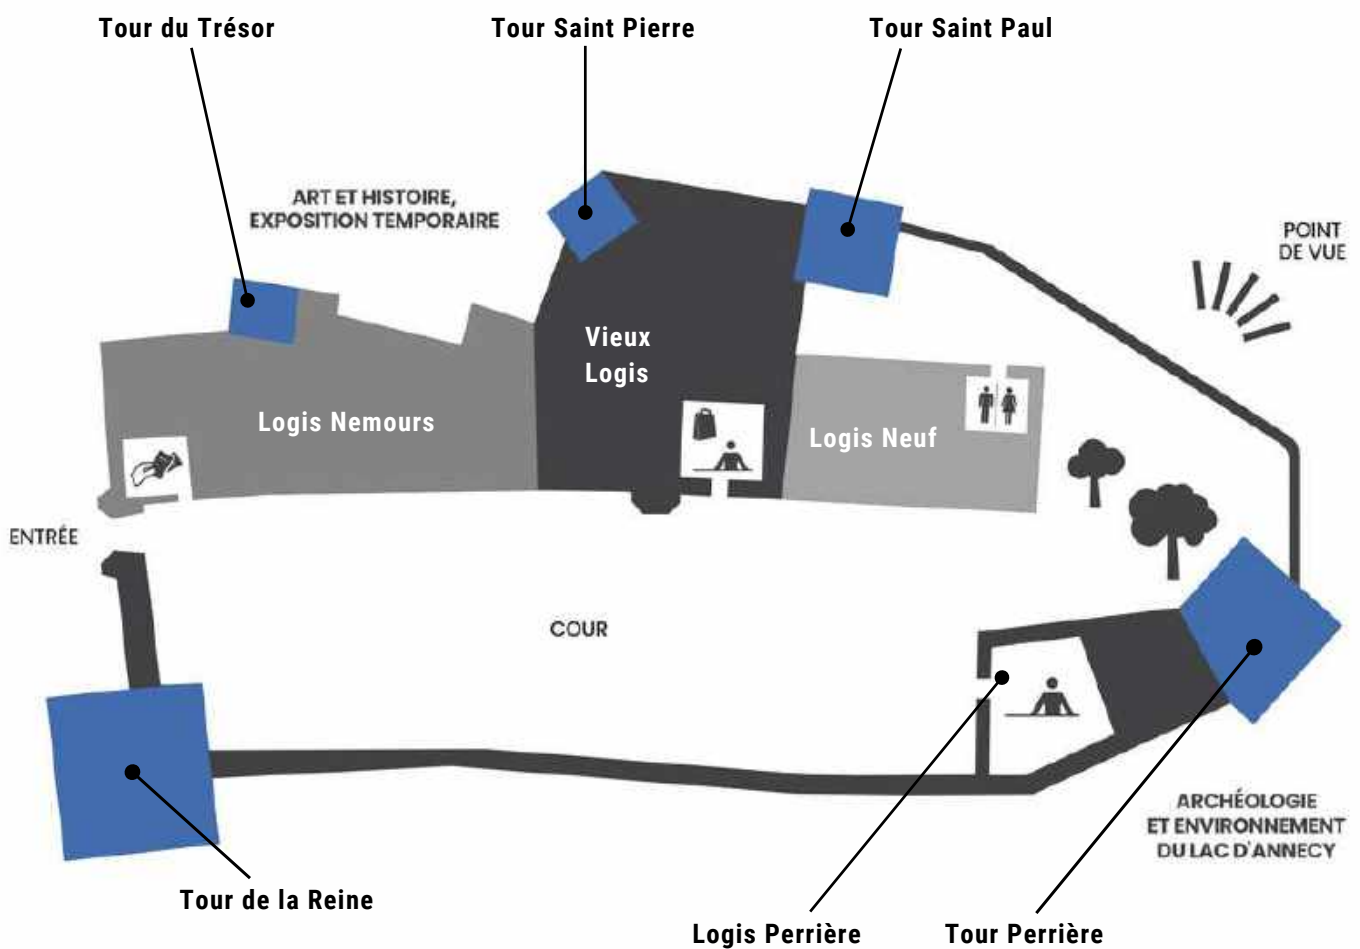 Tour du Trésor
Tour Saint Pierre
Tour Saint Paul
ART ET HISTOIRE,
EXPOSITION TEMPORAIRE
POINT
DE VUE
Vieux
Logis
Logis Nemours
Logis Neuf
ENTRÉE
COUR
ARCHÉOLOGIE
ET ENVIRONNEMENT
DU LAC D'ANNECY
Tour de la Reine
Logis Perrière
Tour Perrière